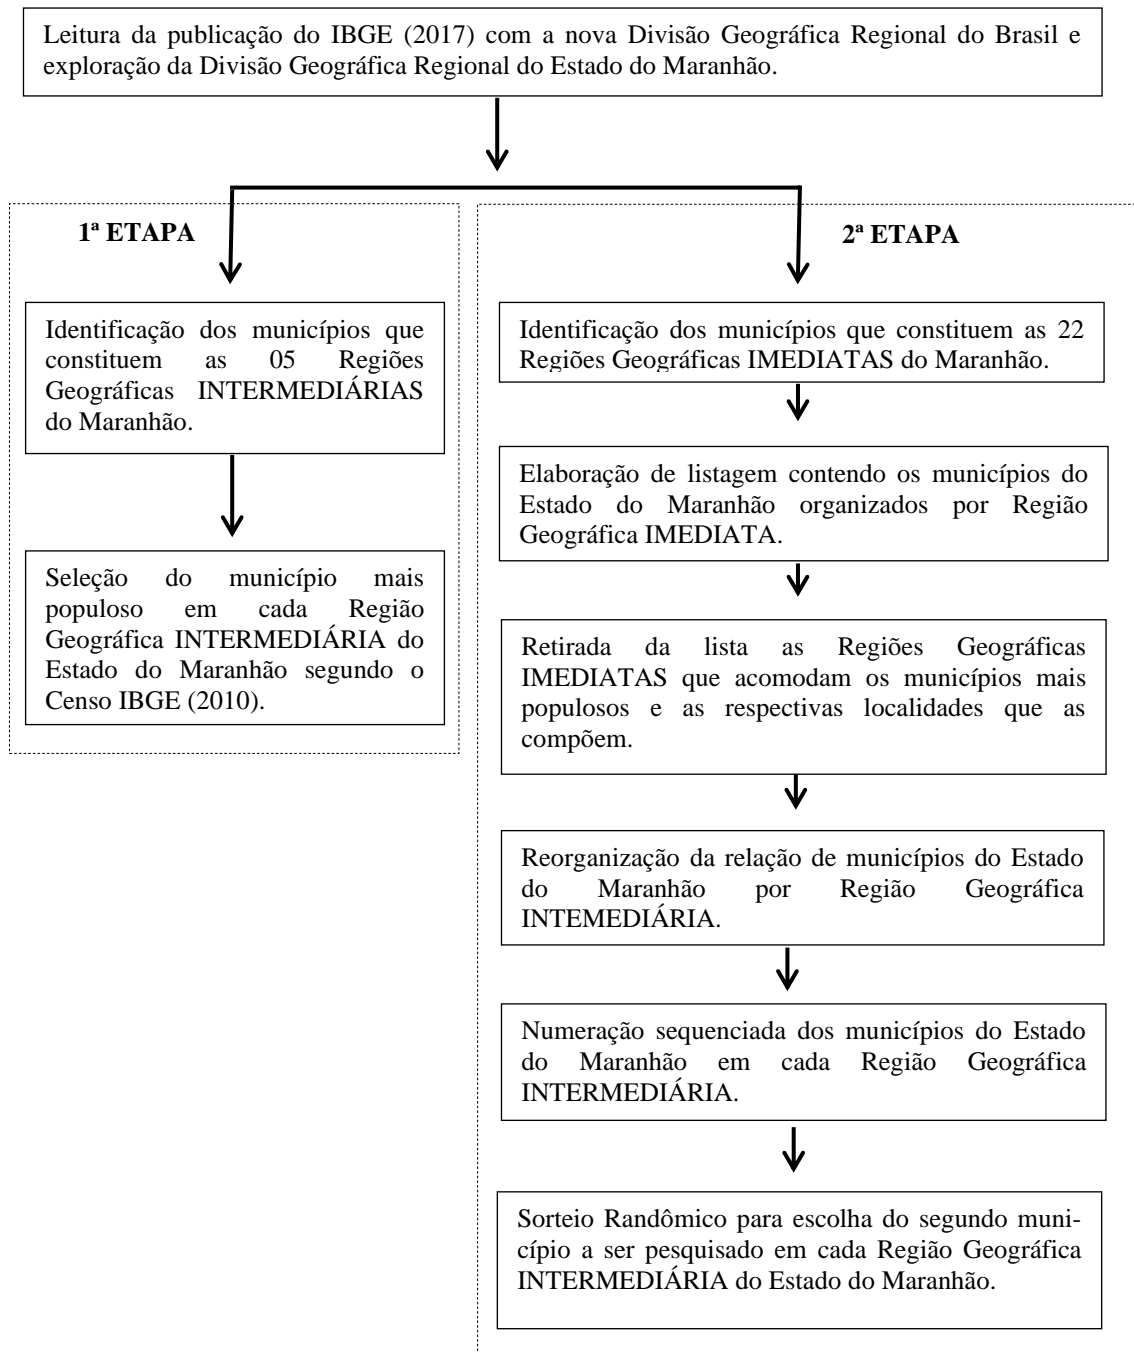 Leitura da publicação do IBGE (2017) com a nova Divisão Geográfica Regional do Brasil e
exploração da Divisão Geográfica Regional do Estado do Maranhão.
1ª ETAPA
Identificação dos municípios que
constituem as 05 Regiões
Geográficas INTERMEDIÁRIAS
do Maranhão.
Seleção do município mais
populoso em cada Região
Geográfica INTERMEDIÁRIA do
Estado do Maranhão segundo o
Censo IBGE (2010).
2ª ETAPA
Identificação dos municípios que constituem as 22
Regiões Geográficas IMEDIATAS do Maranhão.
Elaboração de listagem contendo os municípios do
Estado do Maranhão organizados por Região
Geográfica IMEDIATA.
Retirada da lista as Regiões Geográficas
IMEDIATAS que acomodam os municípios mais
populosos e as respectivas localidades que as
compõem.
Reorganização da relação de municípios do Estado
do Maranhão por Região Geográfica
INTEMEDIÁRIA.
Numeração sequenciada dos municípios do Estado
do Maranhão em cada Região Geográfica
INTERMEDIÁRIA.
Sorteio Randômico para escolha do segundo muni-
cípio a ser pesquisado em cada Região Geográfica
INTERMEDIÁRIA do Estado do Maranhão.